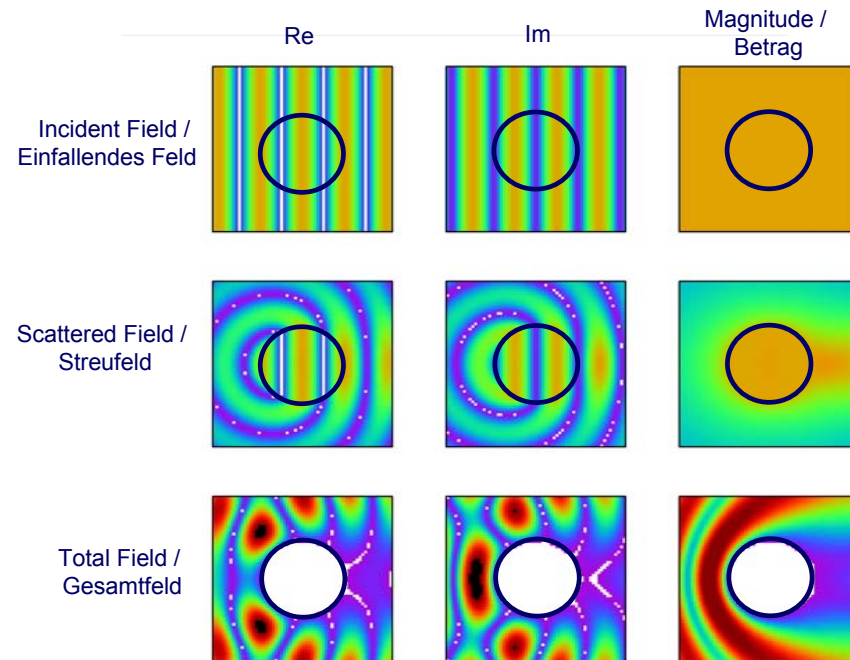 Re
Im
Magnitude /
Betrag
Incident Field /
Einfallendes Feld
Scattered Field /
Streufeld
Total Field /
Gesamtfeld